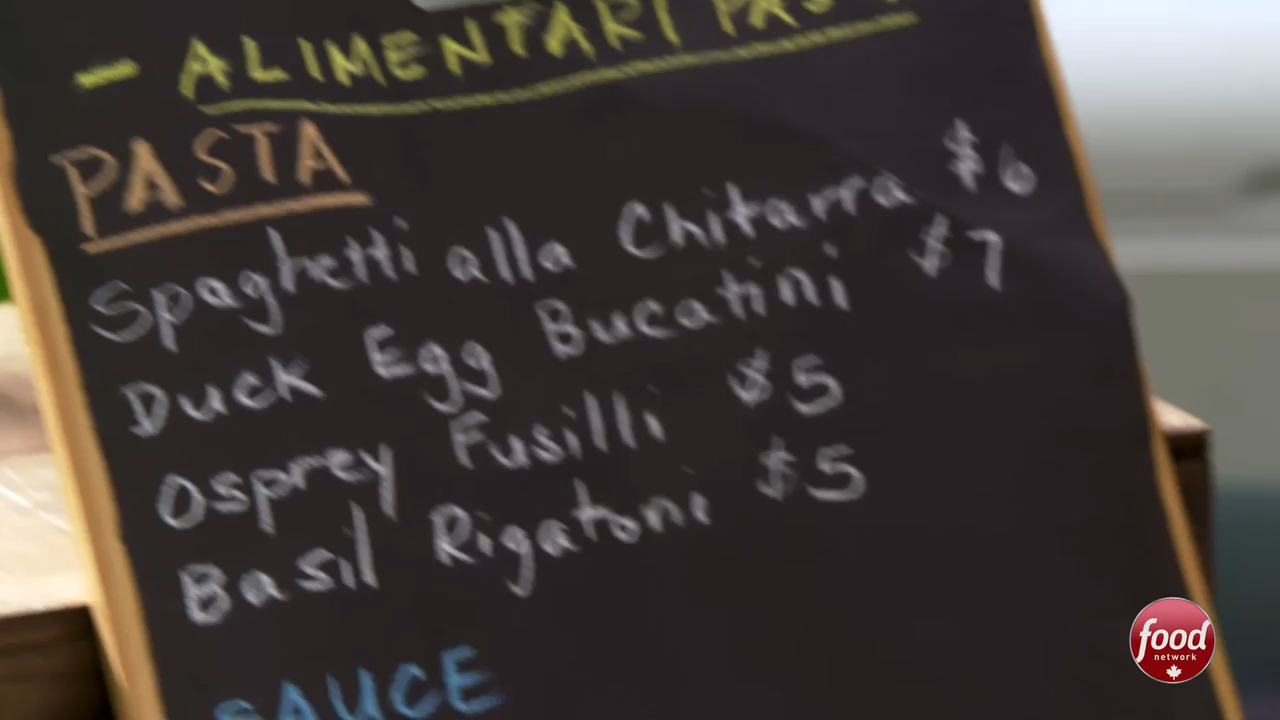 - ALIMENTARI
PASTA
Spaghetti alla Chitarra $6
Duck Egg Bucatini $7
Osprey Fusilli $5
Basil Rigatoni $5
SAUCE
food
network